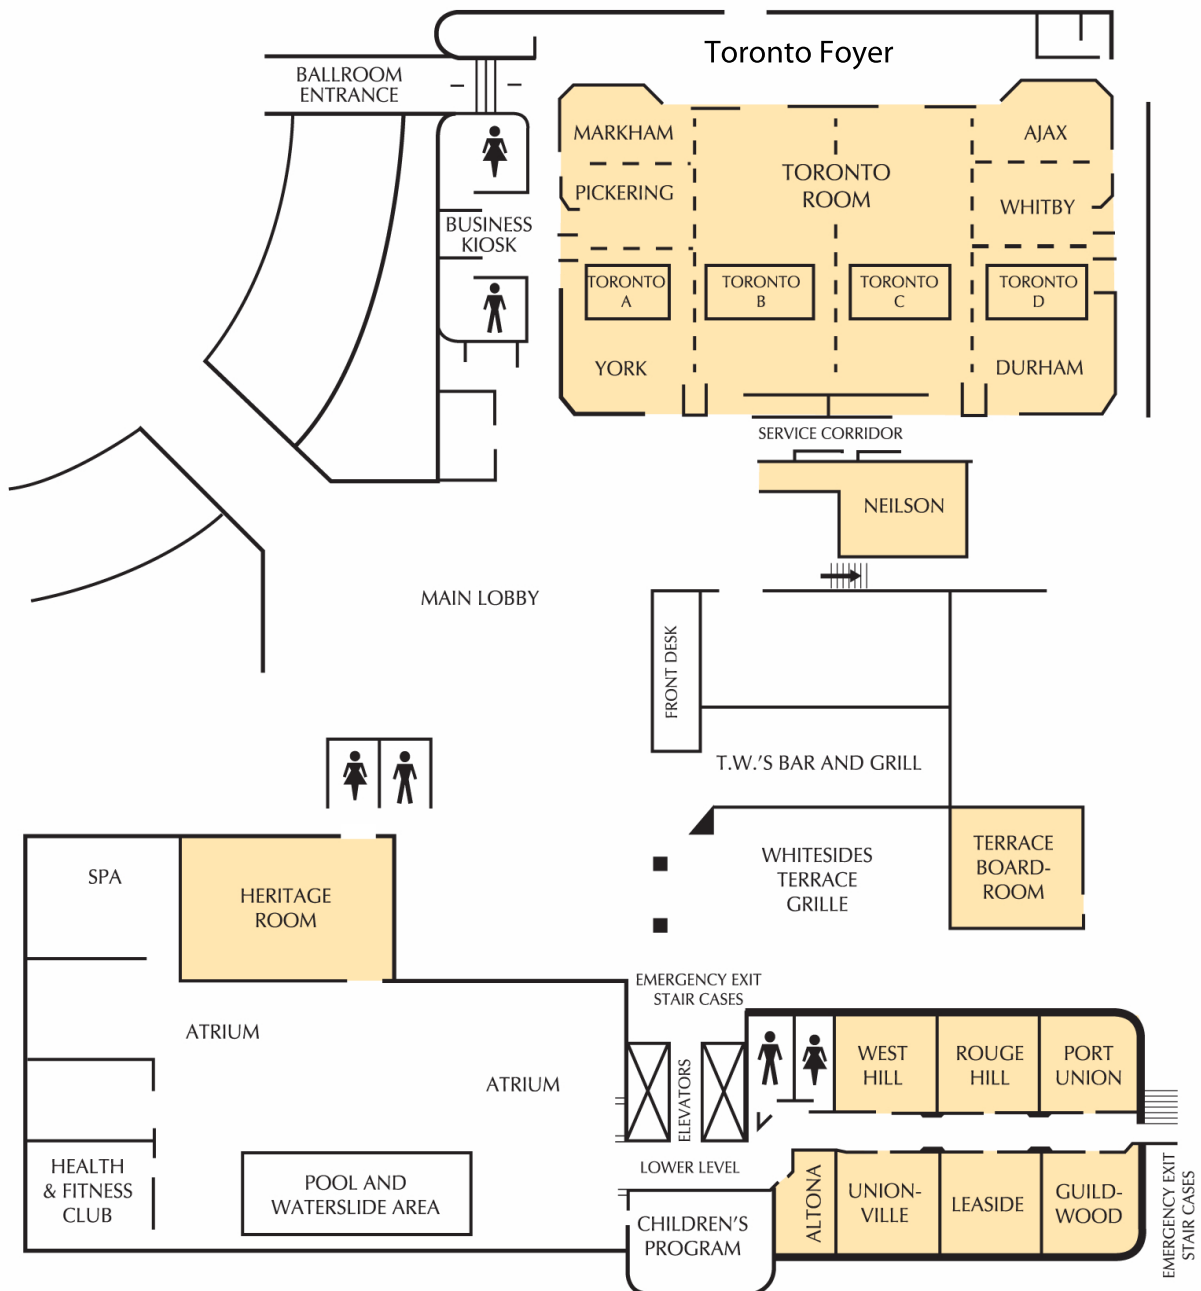 Toronto Foyer
BALLROOM
ENTRANCE
MARKHAM
AJAX
TORONTO
ROOM
PICKERING
WHITBY
BUSINESS
KIOSK
TORONTO
A
TORONTO
B
TORONTO
C
TORONTO
D
YORK
DURHAM
SERVICE CORRIDOR
NEILSON
MAIN LOBBY
FRONT DESK
T.W.'S BAR AND GRILL
WHITESIDES
TERRACE
GRILLE
TERRACE
BOARD-
ROOM
SPA
HERITAGE
ROOM
EMERGENCY EXIT
STAIR CASES
ATRIUM
ATRIUM
ELEVATORS
WEST
HILL
ROUGE
HILL
PORT
UNION
LOWER LEVEL
HEALTH
& FITNESS
CLUB
POOL AND
WATERSLIDE AREA
CHILDREN'S
PROGRAM
ALTONA
UNION-
VILLE
LEASIDE
GUILD-
WOOD
EMERGENCY EXIT
STAIR CASES